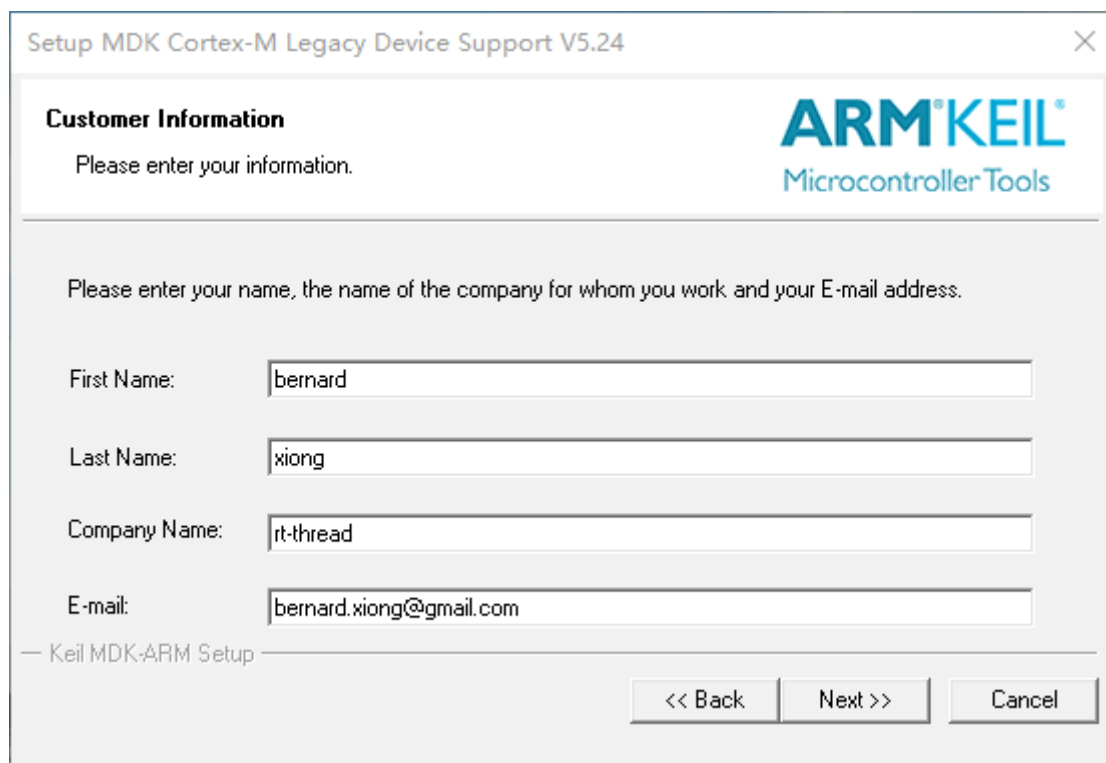 Setup MDK Cortex-M Legacy Device Support V5.24
Customer Information
Please enter your information.
ARM®KEIL®
Microcontroller Tools
Please enter your name, the name of the company for whom you work and your E-mail address.
First Name: bernard
Last Name: xiong
Company Name: rt-thread
E-mail: bernard.xiong@gmail.com
Keil MDK-ARM Setup
<< Back Next >> Cancel